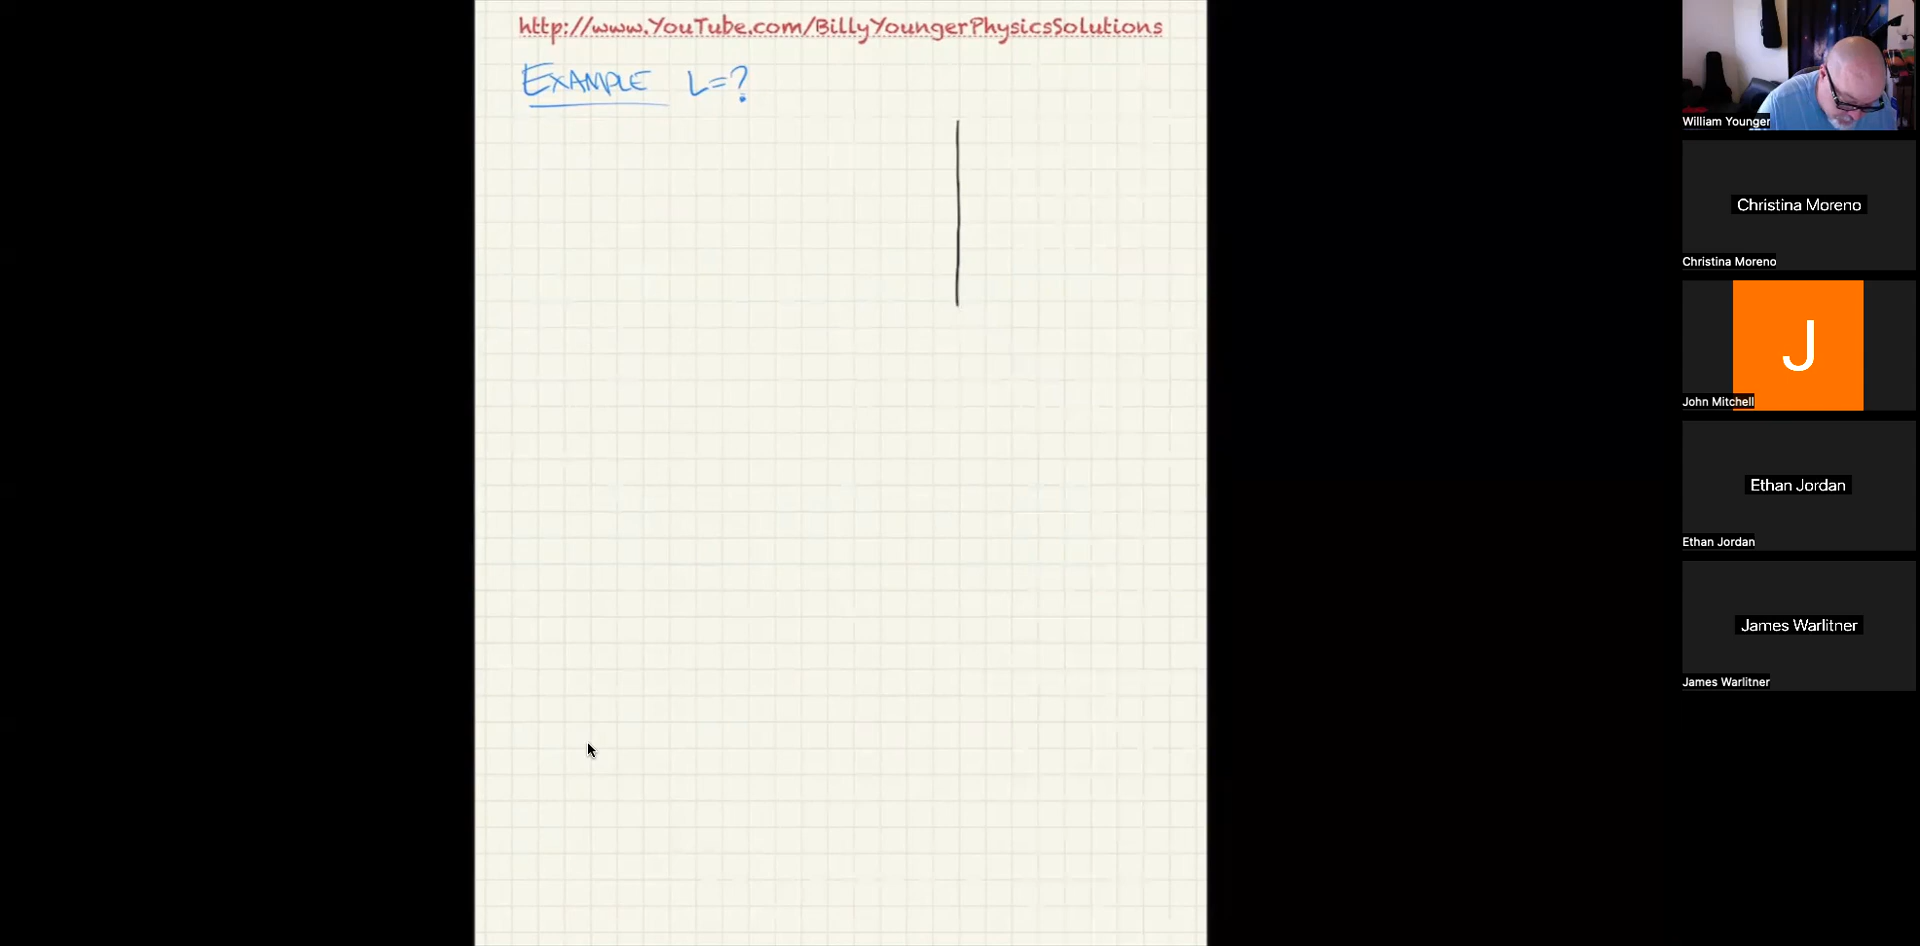 http://www.YouTube.com/BillyYoungerPhysicsSolutions
EXAMPLE L=?
William Younger
Christina Moreno
Christina Moreno
J
John Mitchell
Ethan Jordan
Ethan Jordan
James Warlitner
James Warlitner